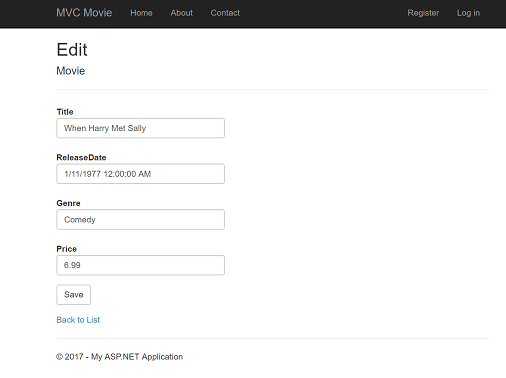 MVC Movie Home About Contact Register Log in
Edit
Movie
Title
When Harry Met Sally
ReleaseDate
1/11/1977 12:00:00 AM
Genre
Comedy
Price
6.99
Save
Back to List
© 2017 - My ASP.NET Application